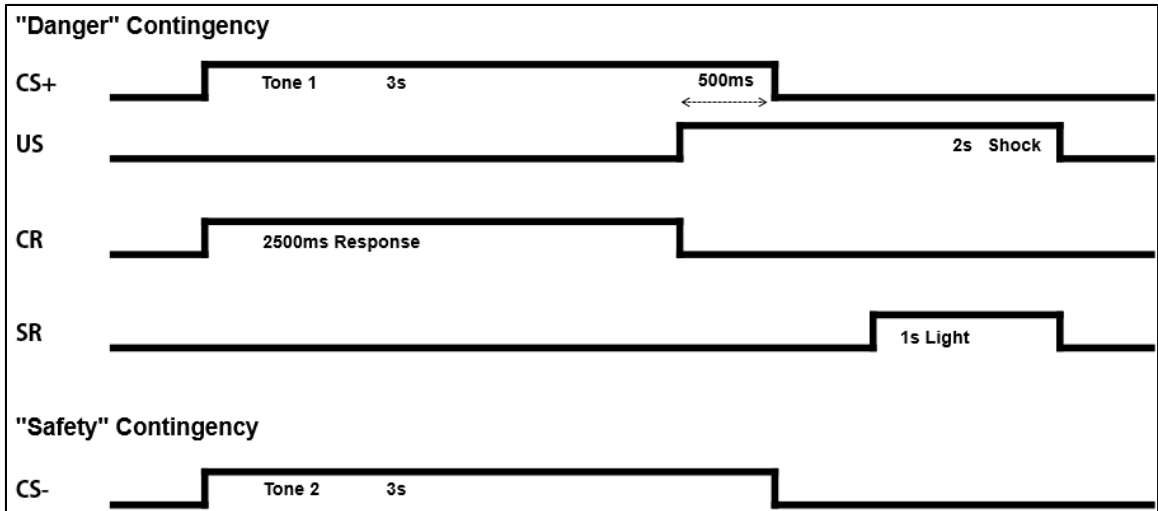 "Danger" Contingency
CS+ Tone 1 3s 500ms
US 2s Shock
CR 2500ms Response
SR 1s Light
"Safety" Contingency
CS- Tone 2 3s